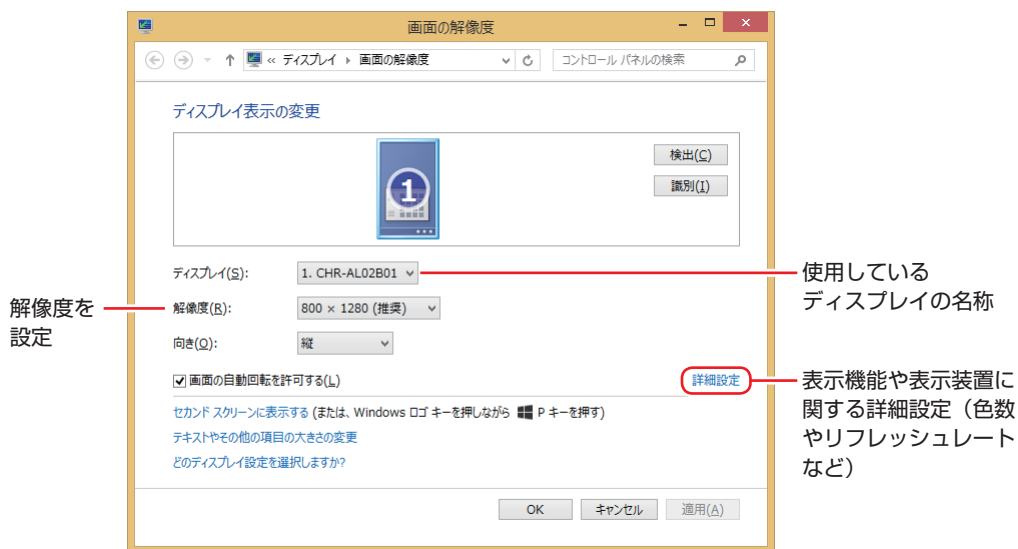 画面の解像度
« ディスプレイ 画面の解像度 コントロール パネルの検索
ディスプレイ表示の変更
1
検出(C)
識別(I)
ディスプレイ(S): 1. CHR-AL02B01
使用している
ディスプレイの名称
解像度を
設定
解像度(R): 800 × 1280 (推奨)
向き(O): 縦
画面の自動回転を許可する(L) 詳細設定
表示機能や表示装置に
関する詳細設定（色数
やリフレッシュレート
など）
セカンド スクリーンに表示する (または、Windows ロゴ キーを押しながら P キーを押す)
テキストやその他の項目の大きさの変更
どのディスプレイ設定を選択しますか?
OK キャンセル 適用(A)